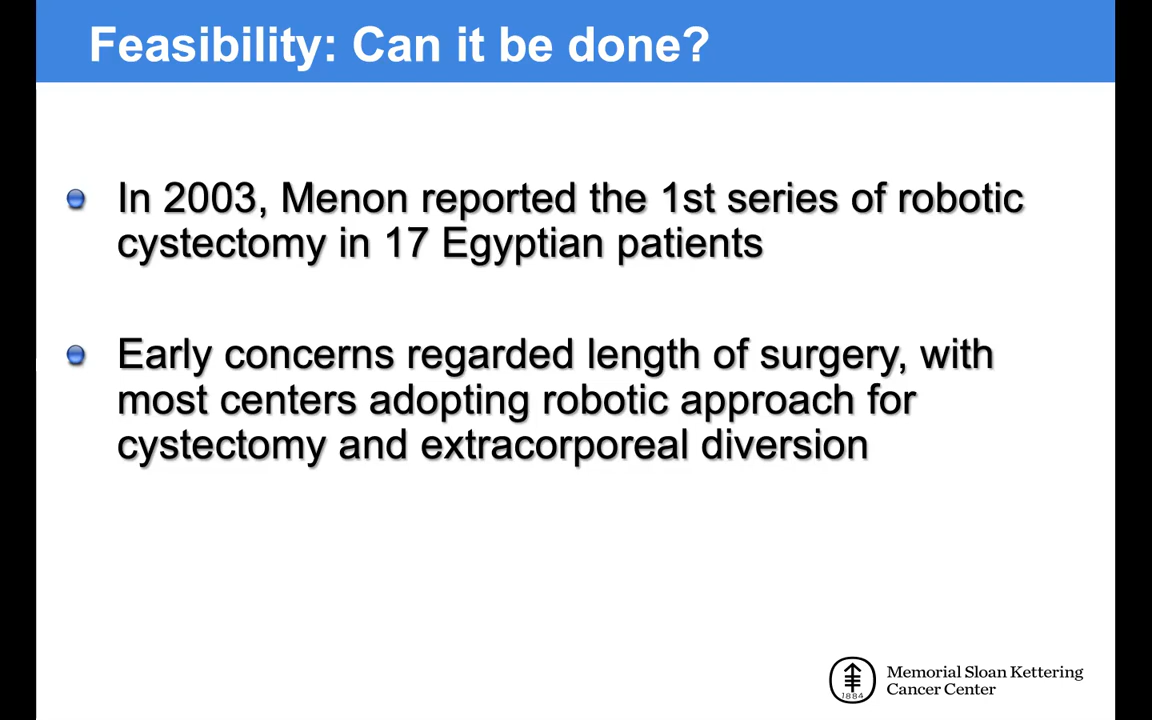 Feasibility: Can it be done?
In 2003, Menon reported the 1st series of robotic
cystectomy in 17 Egyptian patients
Early concerns regarded length of surgery, with
most centers adopting robotic approach for
cystectomy and extracorporeal diversion
1884
Memorial Sloan Kettering
Cancer Center